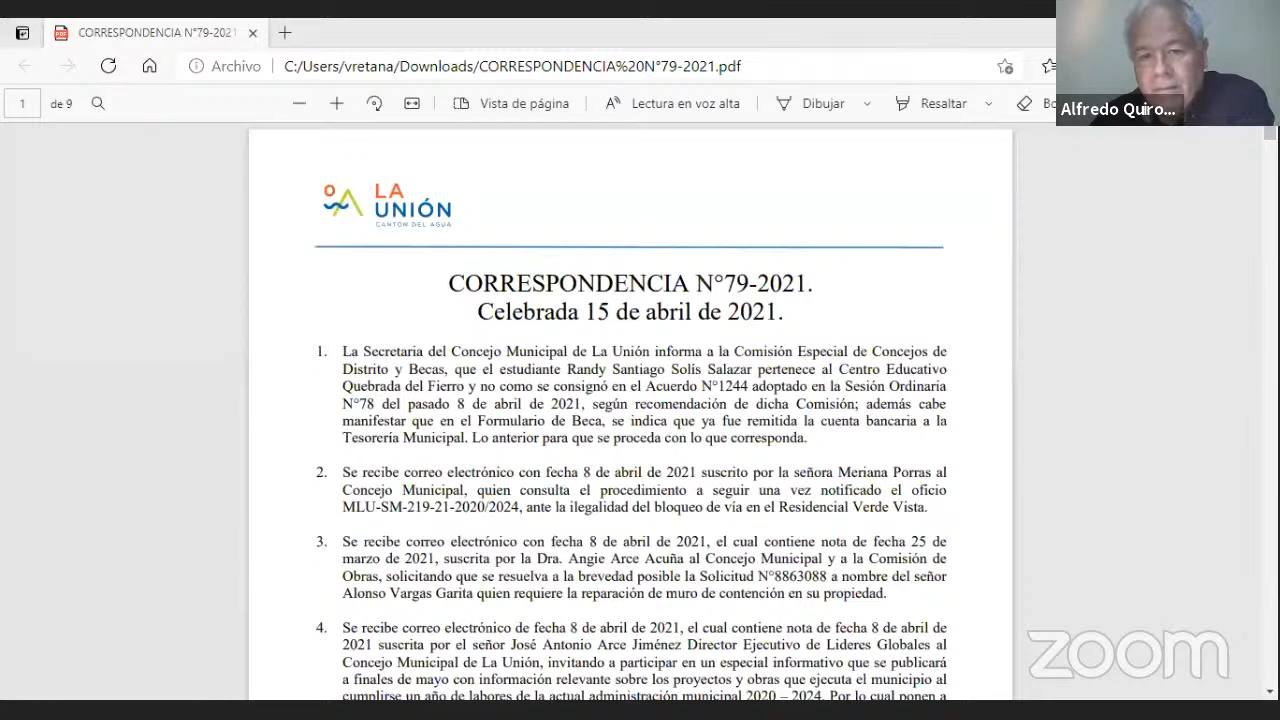 CORRESPONDENCIA N°79-2021
Archivo
C:/Users/vretana/Downloads/CORRESPONDENCIA%20N°79-2021.pdf
1 de 9
Vista de página
Lectura en voz alta
Dibujar
Resaltar
Alfredo Quiro...
LA
UNIÓN
CANTÓN DEL AGUA
CORRESPONDENCIA N°79-2021.
Celebrada 15 de abril de 2021.
1. La Secretaria del Concejo Municipal de La Unión informa a la Comisión Especial de Concejos de
Distrito y Becas, que el estudiante Randy Santiago Solís Salazar pertenece al Centro Educativo
Quebrada del Fierro y no como se consignó en el Acuerdo N°1244 adoptado en la Sesión Ordinaria
N°78 del pasado 8 de abril de 2021, según recomendación de dicha Comisión; además cabe
manifestar que en el Formulario de Beca, se indica que ya fue remitida la cuenta bancaria a la
Tesorería Municipal. Lo anterior para que se proceda con lo que corresponda.
2. Se recibe correo electrónico con fecha 8 de abril de 2021 suscrito por la señora Meriana Porras al
Concejo Municipal, quien consulta el procedimiento a seguir una vez notificado el oficio
MLU-SM-219-21-2020/2024, ante la ilegalidad del bloqueo de vía en el Residencial Verde Vista.
3. Se recibe correo electrónico con fecha 8 de abril de 2021, el cual contiene nota de fecha 25 de
marzo de 2021, suscrita por la Dra. Angie Arce Acuña al Concejo Municipal y a la Comisión de
Obras, solicitando que se resuelva a la brevedad posible la Solicitud N°8863088 a nombre del señor
Alonso Vargas Garita quien requiere la reparación de muro de contención en su propiedad.
4. Se recibe correo electrónico de fecha 8 de abril de 2021, el cual contiene nota de fecha 8 de abril de
2021 suscrita por el señor José Antonio Arce Jiménez Director Ejecutivo de Lideres Globales al
Concejo Municipal de La Unión, invitando a participar en un especial informativo que se publicará
a finales de mayo con información relevante sobre los proyectos y obras que ejecuta el municipio al
cumplirse un año de labores de la actual administración municipal 2020 – 2024. Por lo cual ponen a
zoom